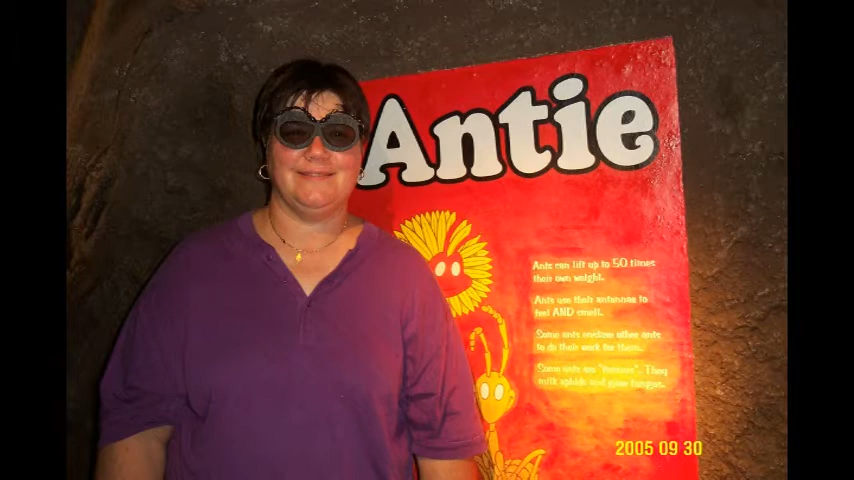 Antie
Ants can lift up to 50 times
their own weight.
Ants use their antennae to
feel AND smell.
Some ants enslave other ants
to do their work for them.
Some ants are "farmers". They
milk aphids and grow fungus.
2005 09 30